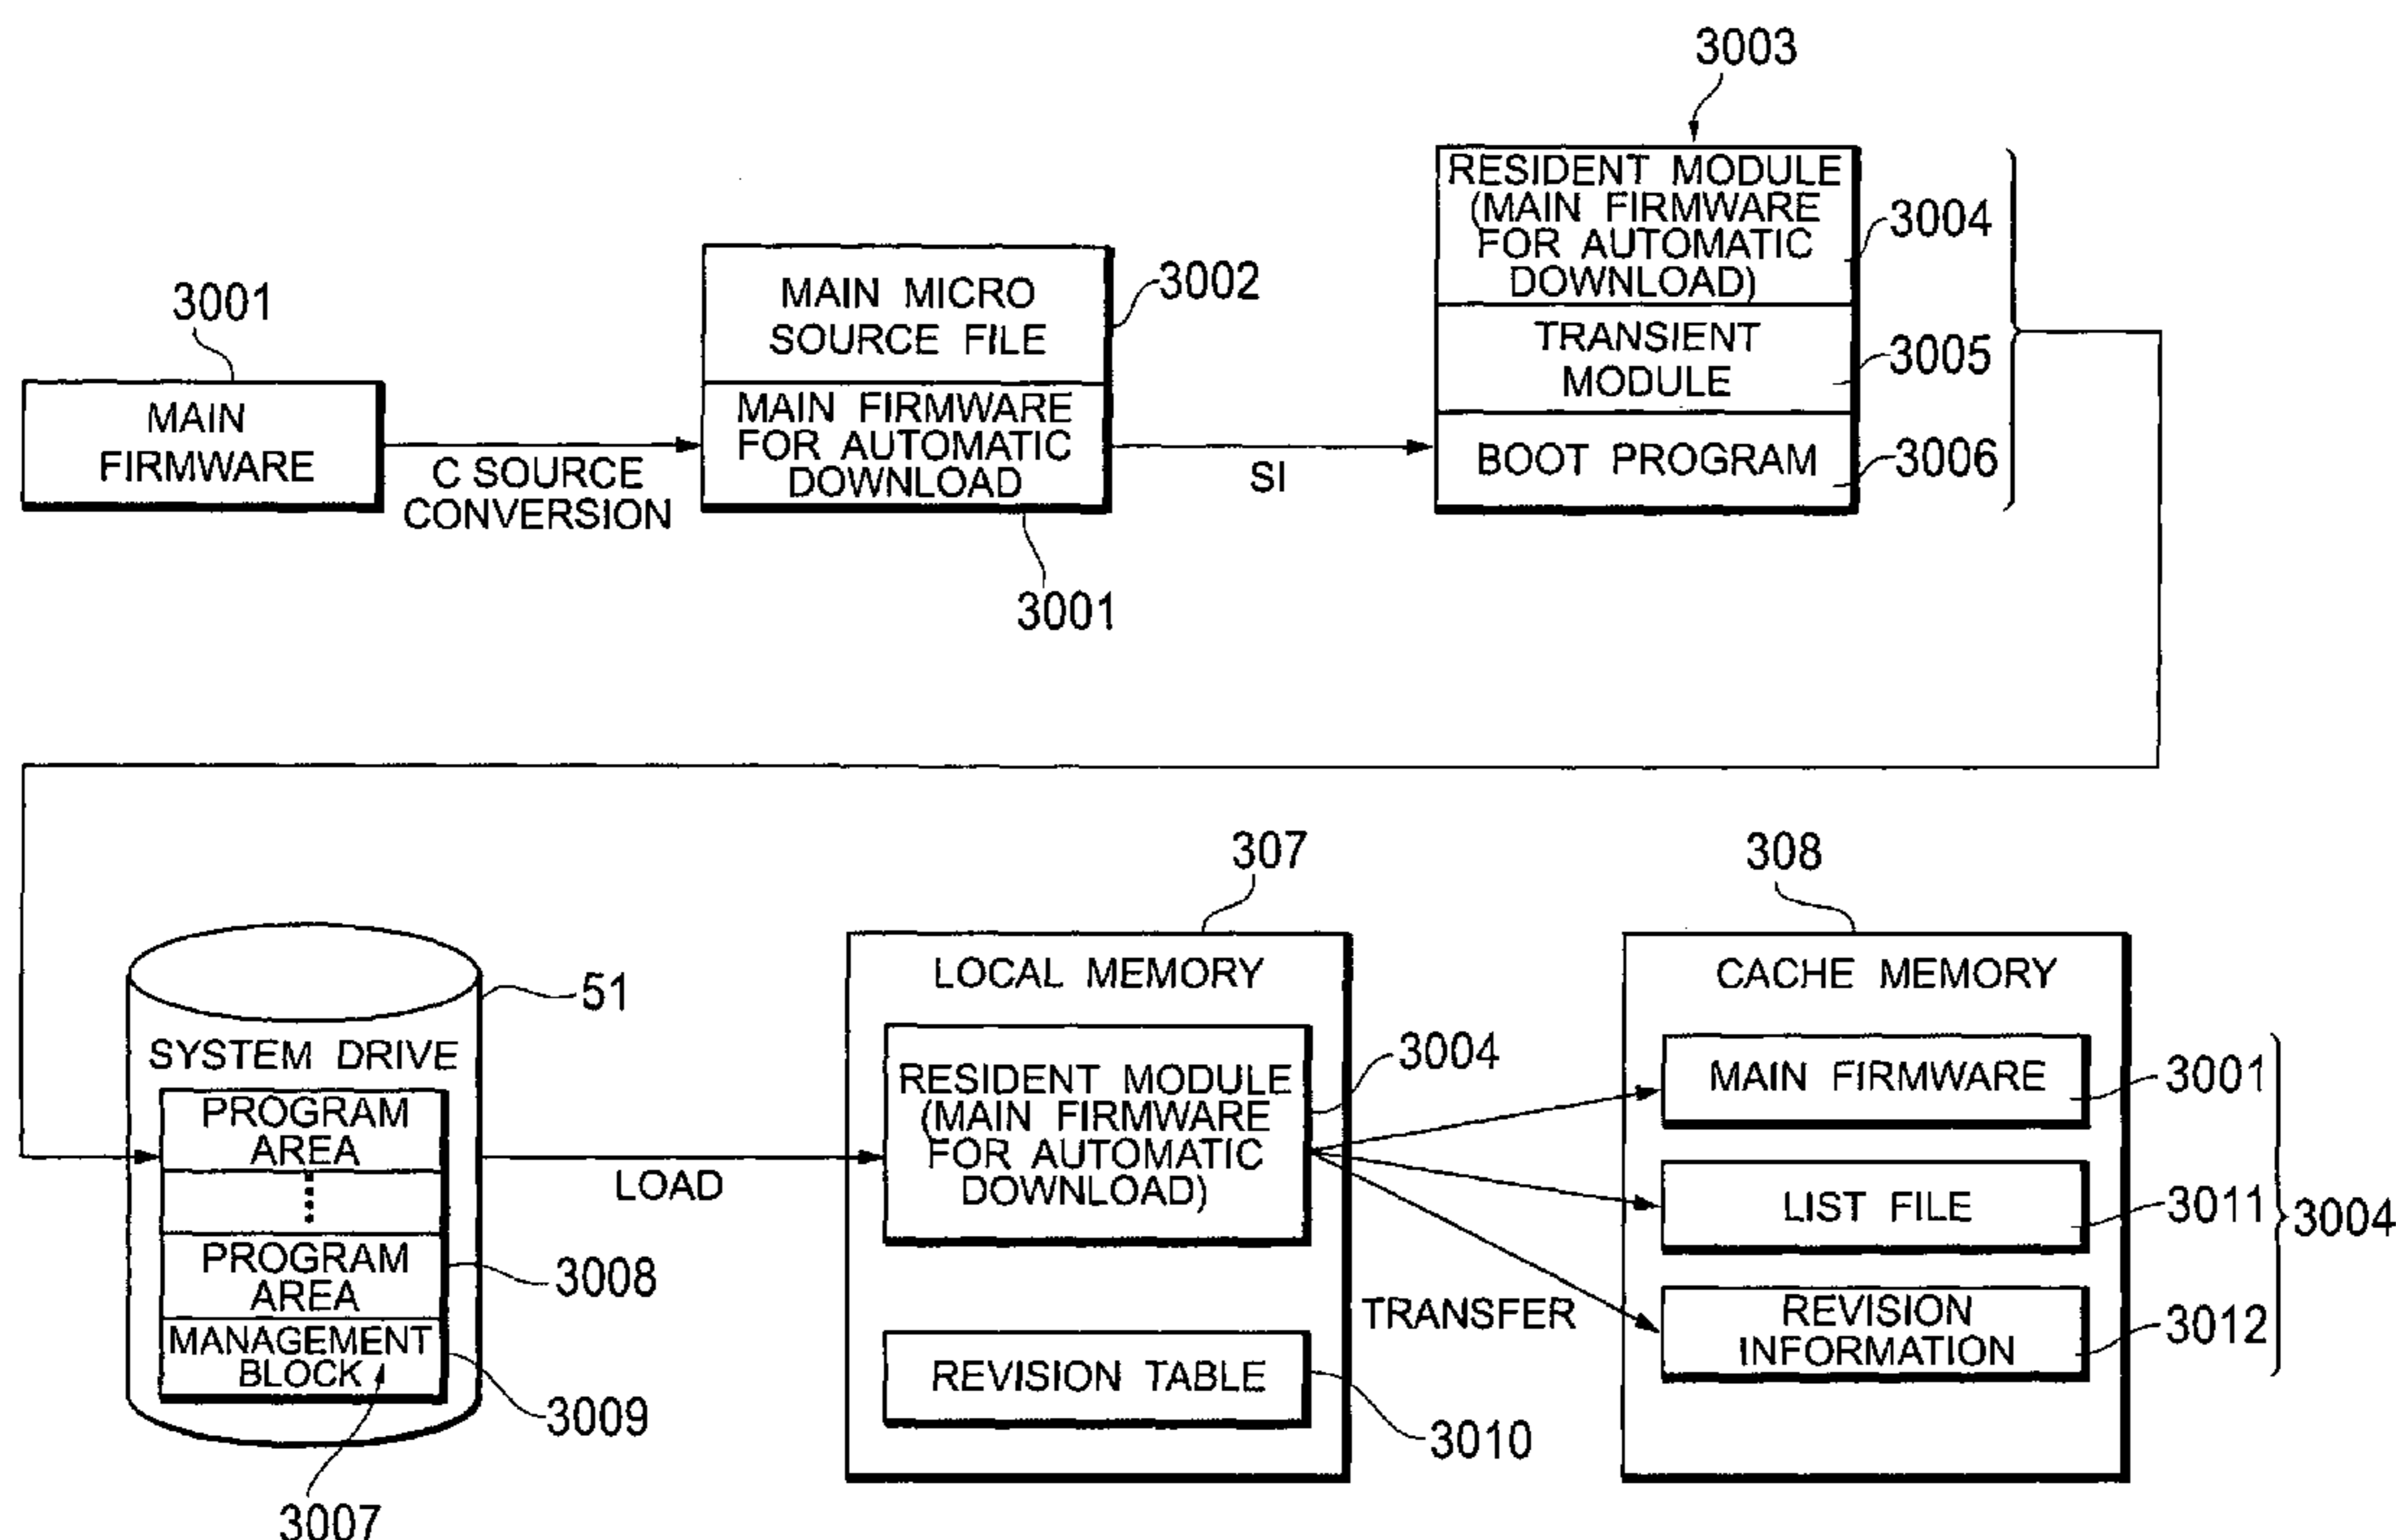 3003
RESIDENT MODULE
(MAIN FIRMWARE
FOR AUTOMATIC
DOWNLOAD)
3004
TRANSIENT
MODULE
3005
BOOT PROGRAM
3006
MAIN MICRO
SOURCE FILE
3002
MAIN FIRMWARE
FOR AUTOMATIC
DOWNLOAD
3001
3001
MAIN
FIRMWARE
C SOURCE
CONVERSION
SI
51
SYSTEM DRIVE
PROGRAM
AREA
PROGRAM
AREA
3008
MANAGEMENT
BLOCK
3009
3007
LOAD
307
LOCAL MEMORY
RESIDENT MODULE
(MAIN FIRMWARE
FOR AUTOMATIC
DOWNLOAD)
3004
REVISION TABLE
3010
TRANSFER
308
CACHE MEMORY
MAIN FIRMWARE
3001
LIST FILE
3011
3004
REVISION
INFORMATION
3012